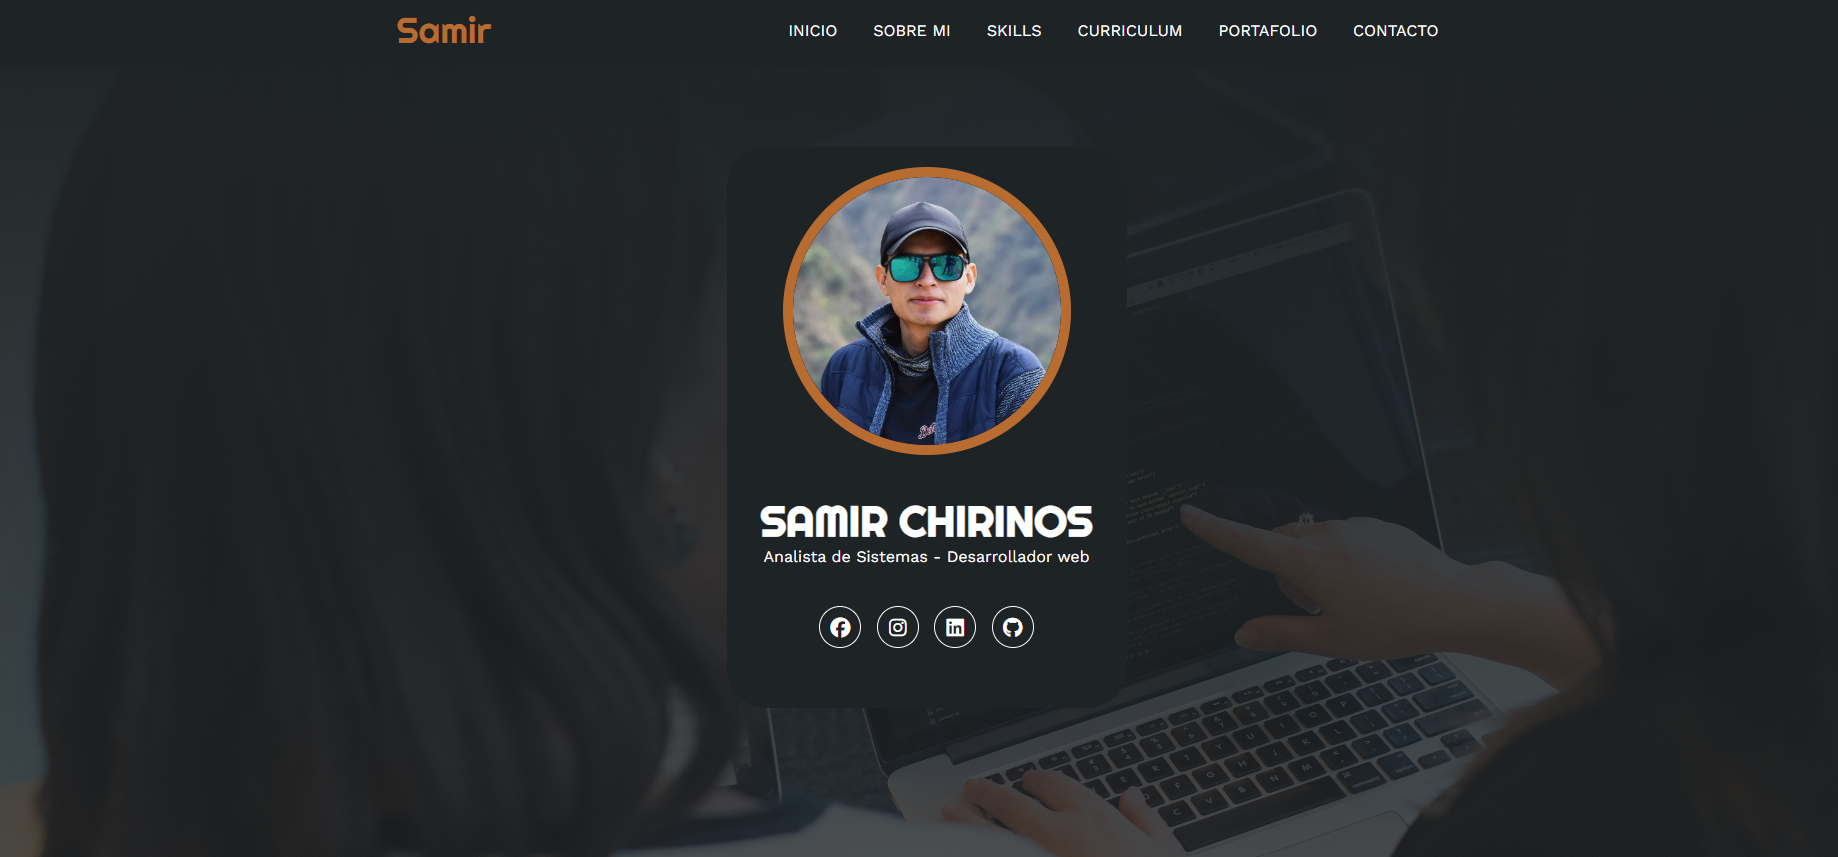 Samir
INICIO SOBRE MI SKILLS CURRICULUM PORTAFOLIO CONTACTO
SAMIR CHIRINOS
Analista de Sistemas - Desarrollador web